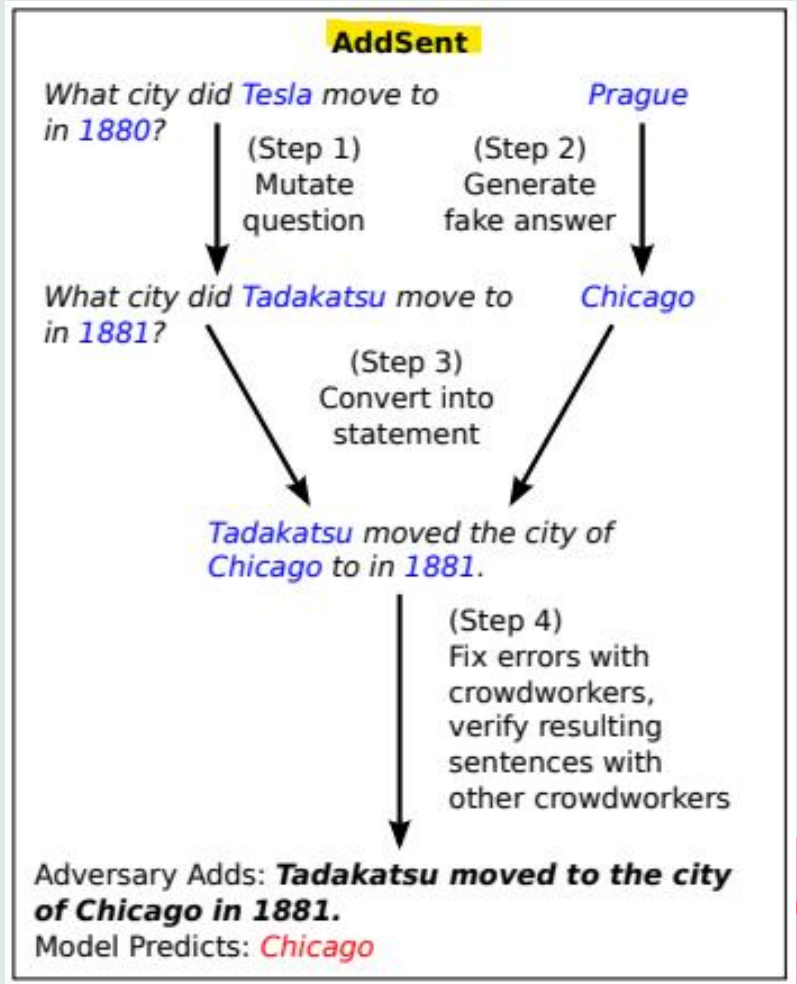 AddSent
What city did Tesla move to
in 1880?
Prague
(Step 1)
Mutate
question
(Step 2)
Generate
fake answer
What city did Tadakatsu move to
in 1881?
Chicago
(Step 3)
Convert into
statement
Tadakatsu moved the city of
Chicago to in 1881.
(Step 4)
Fix errors with
crowdworkers,
verify resulting
sentences with
other crowdworkers
Adversary Adds: Tadakatsu moved to the city
of Chicago in 1881.
Model Predicts: Chicago